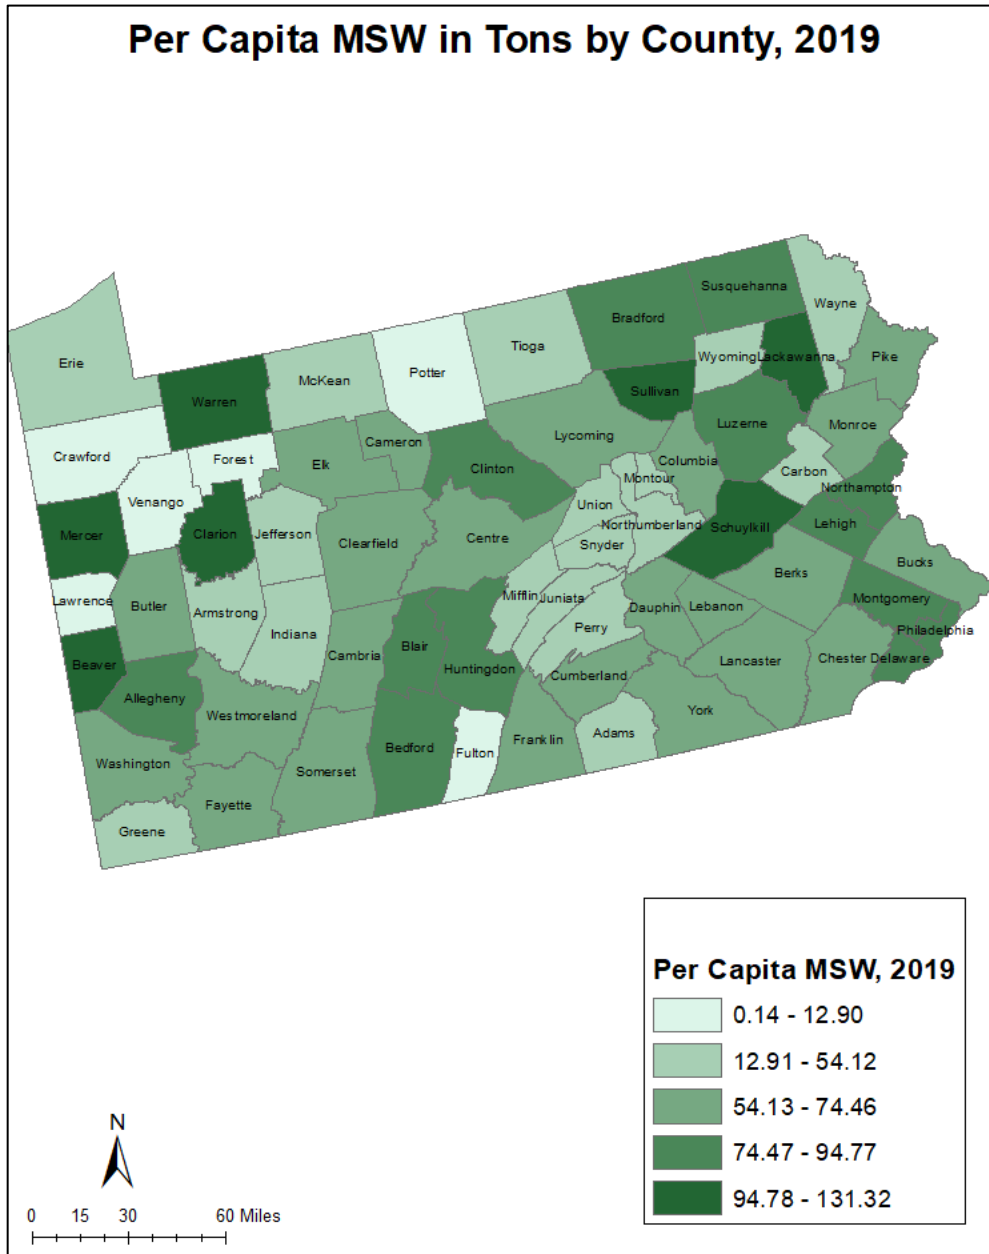 Per Capita MSW in Tons by County, 2019
Susquehanna
Wayne
Bradford
Tioga
Erie
Wyoming
Lackawanna
Pike
McKean
Potter
Warren
Sullivan
Luzerne
Monroe
Lycoming
Cameron
Crawford
Forest
Elk
Columbia
Clinton
Carbon
Montour
Northampton
Venango
Union
Northumberland
Schuylkill
Lehigh
Mercer
Clarion
Jefferson
Clearfield
Centre
Snyder
Bucks
Berks
Lawrence
Butler
Armstrong
Mifflin
Juniata
Dauphin
Lebanon
Montgomery
Indiana
Perry
Philadelphia
Beaver
Blair
Huntingdon
Cambria
Lancaster
Chester
Delaware
Cumberland
Allegheny
Westmoreland
York
Bedford
Fulton
Franklin
Adams
Washington
Somerset
Fayette
Greene
Per Capita MSW, 2019
0.14 - 12.90
12.91 - 54.12
54.13 - 74.46
74.47 - 94.77
94.78 - 131.32
N
0 15 30 60 Miles